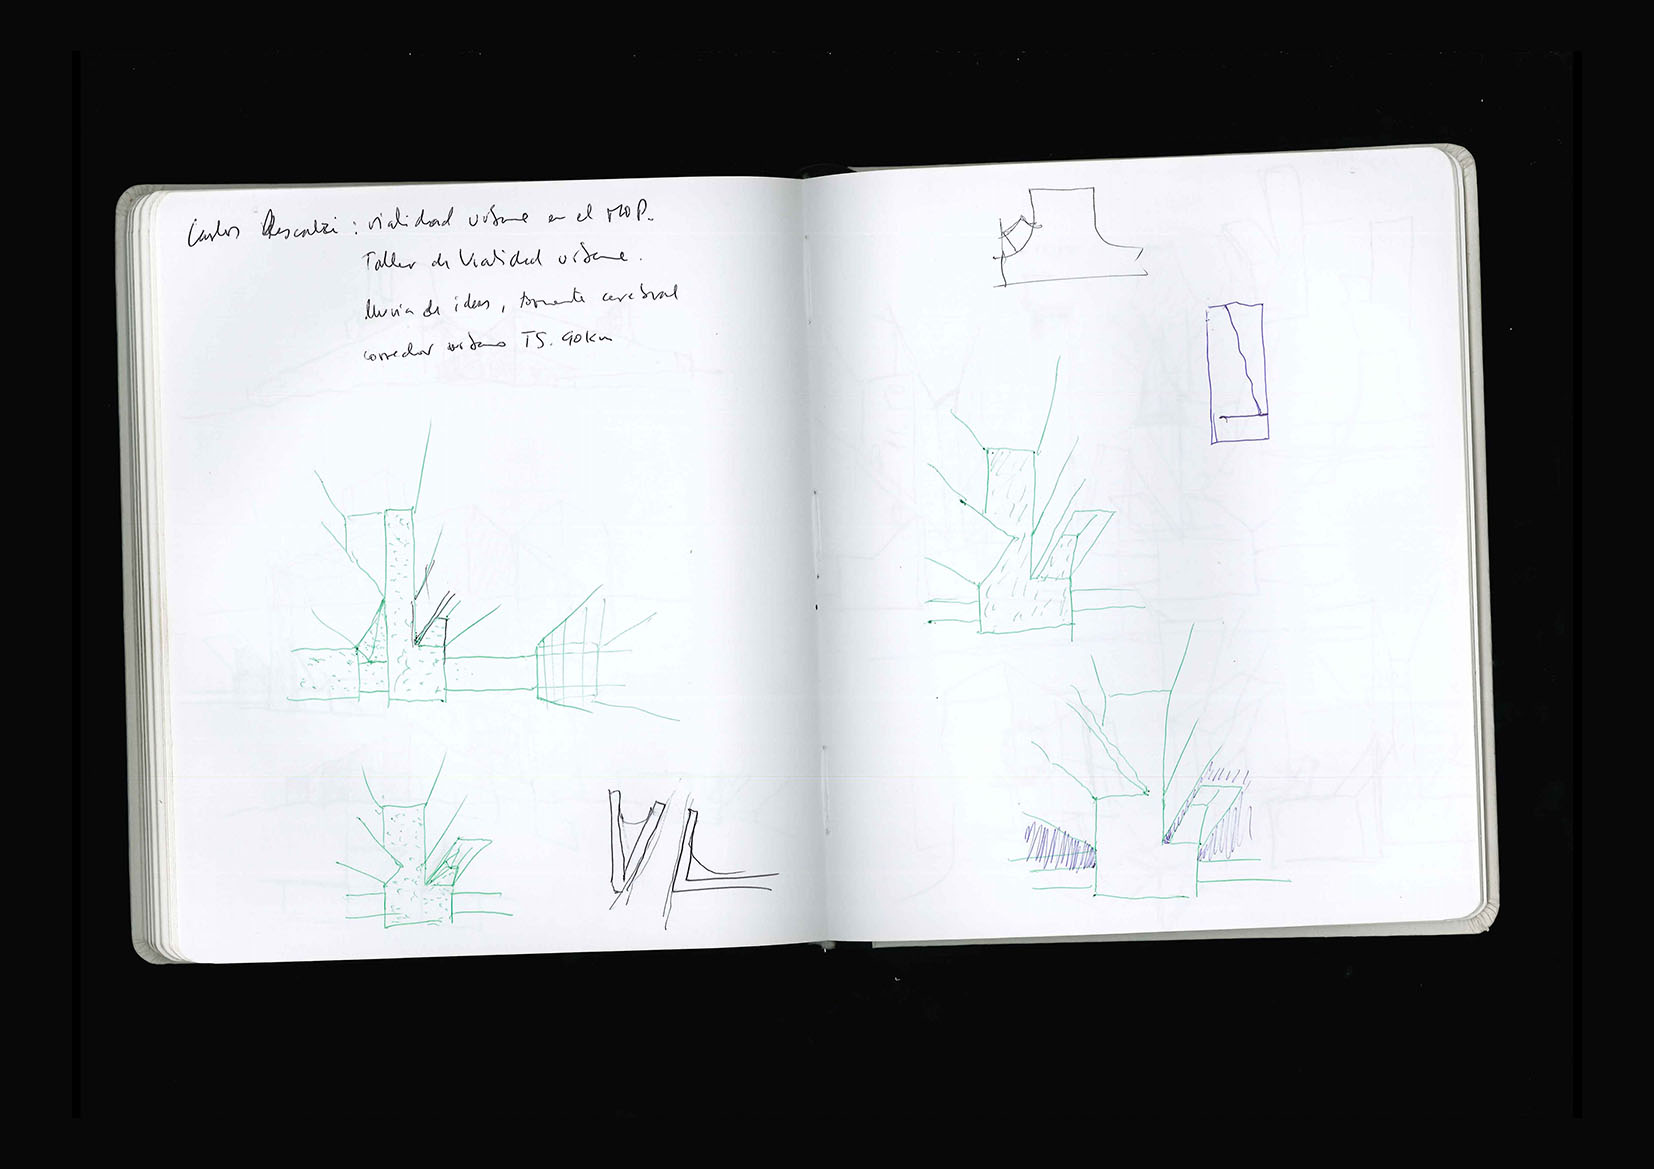 Carlos Descalzi: vialidad urbana en el MOP.
Taller de Vialidad urbana.
lluvia de ideas, tormenta cerebral
corredor urbano TS. 90km